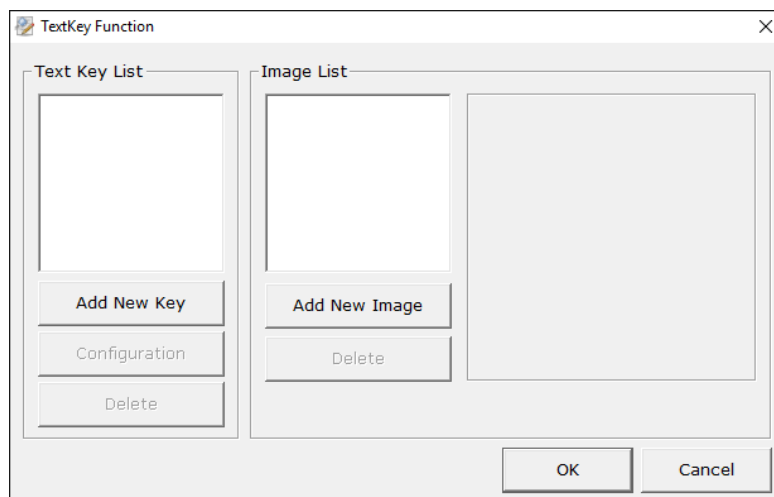 TextKey Function
Text Key List
Image List
Add New Key
Add New Image
Configuration
Delete
Delete
OK
Cancel